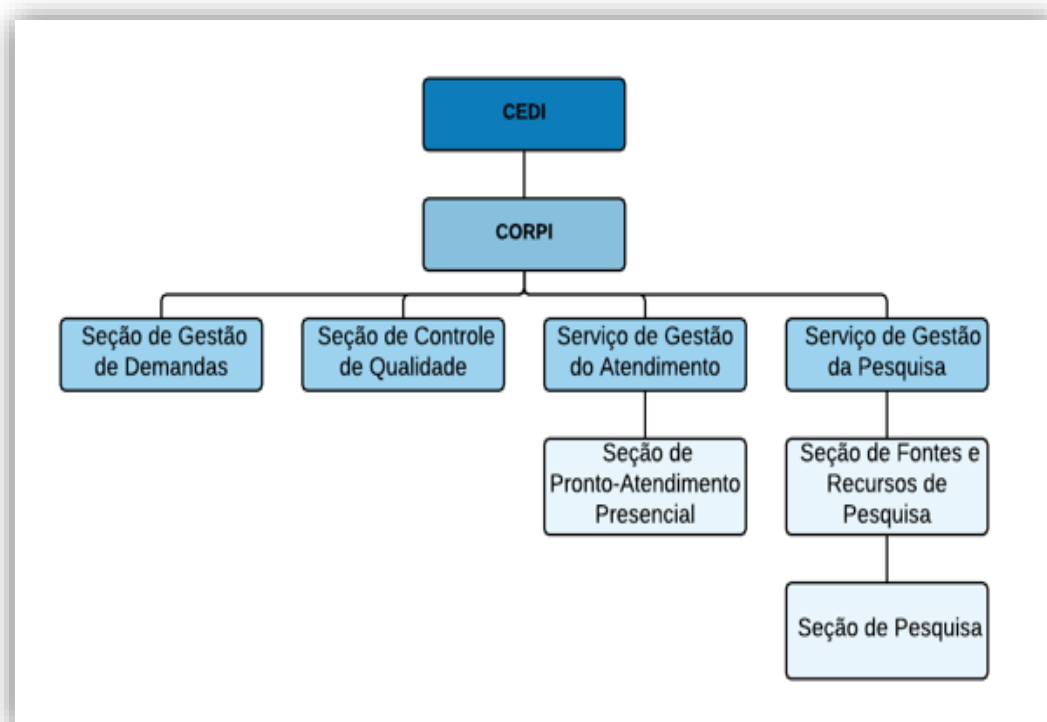 CEDI
CORPI
Seção de Gestão
de Demandas
Seção de Controle
de Qualidade
Serviço de Gestão
do Atendimento
Serviço de Gestão
da Pesquisa
Seção de
Pronto-Atendimento
Presencial
Seção de Fontes e
Recursos de
Pesquisa
Seção de Pesquisa